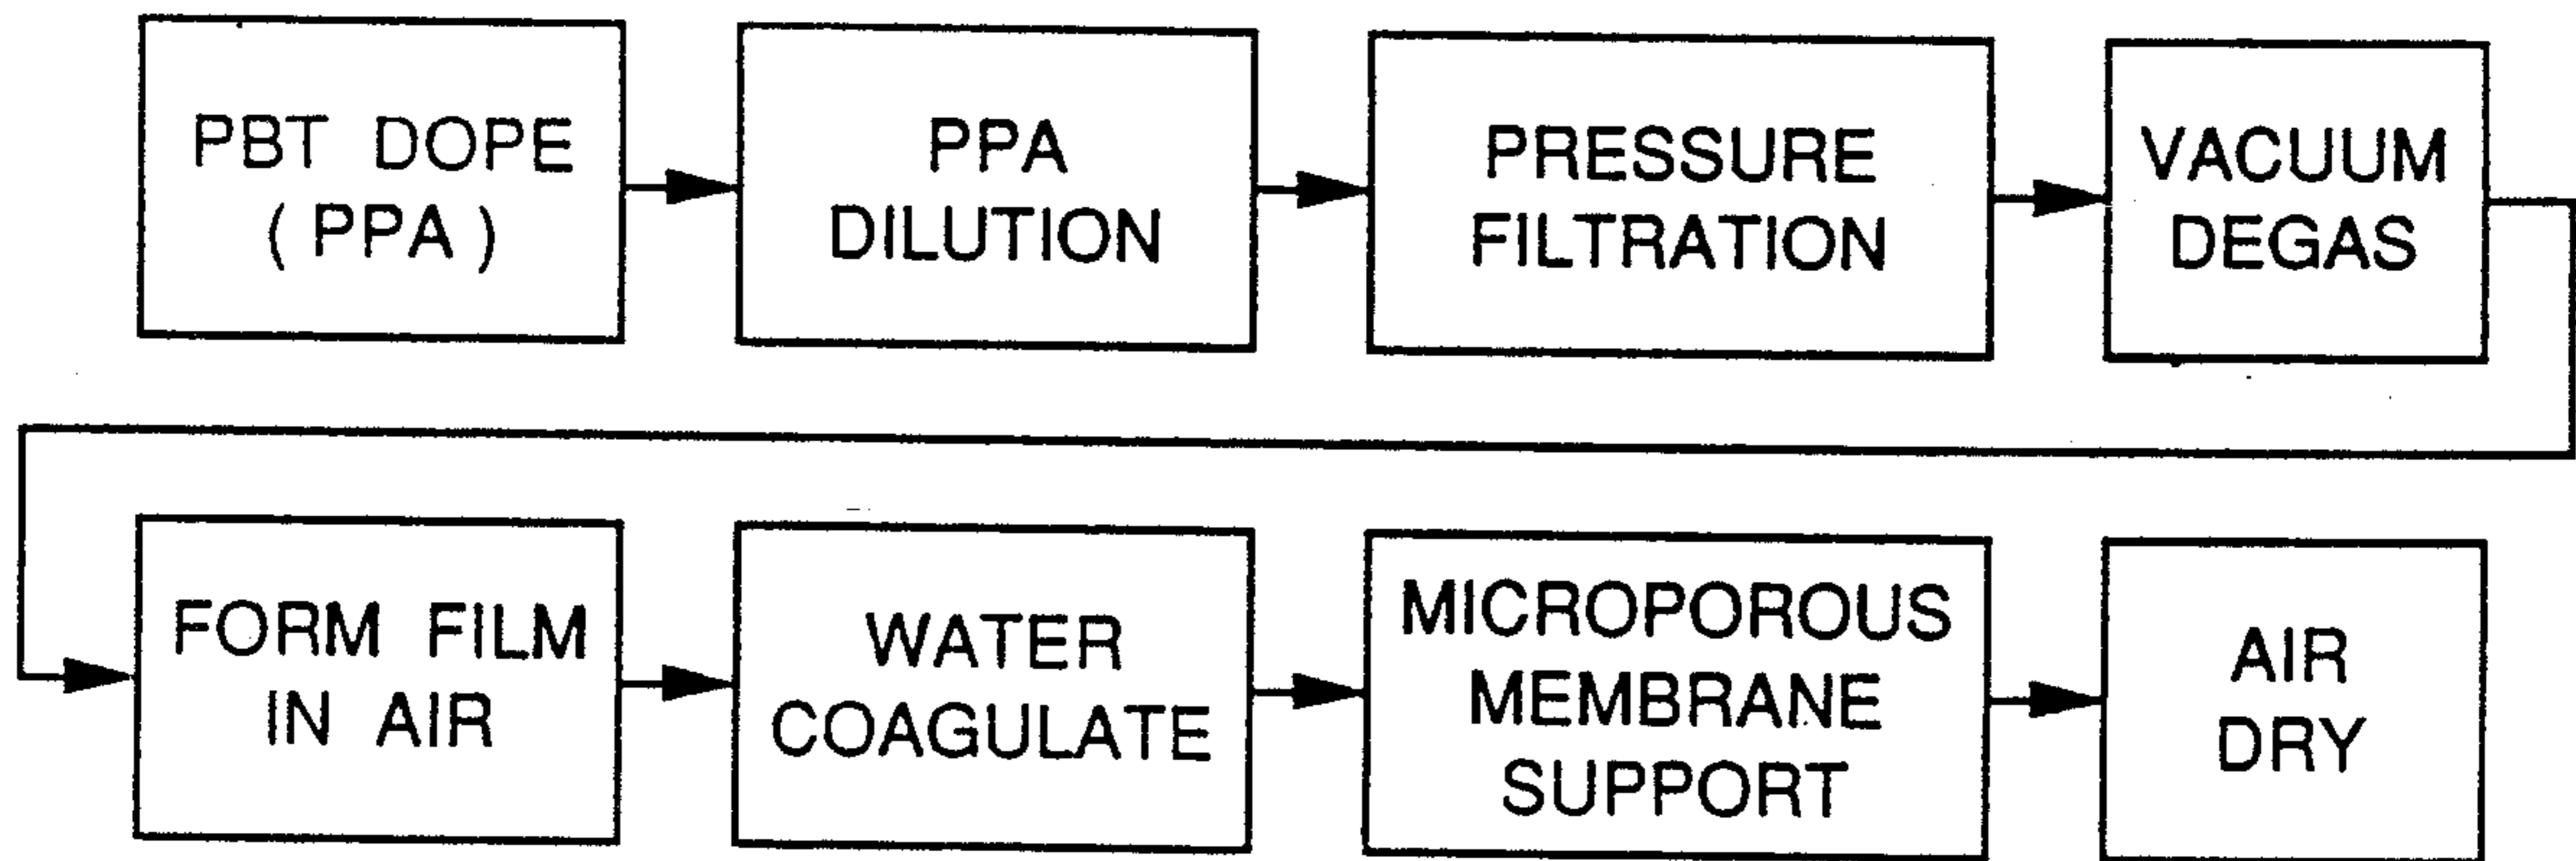 PBT DOPE
( PPA )
PPA
DILUTION
PRESSURE
FILTRATION
VACUUM
DEGAS
FORM FILM
IN AIR
WATER
COAGULATE
MICROPOROUS
MEMBRANE
SUPPORT
AIR
DRY